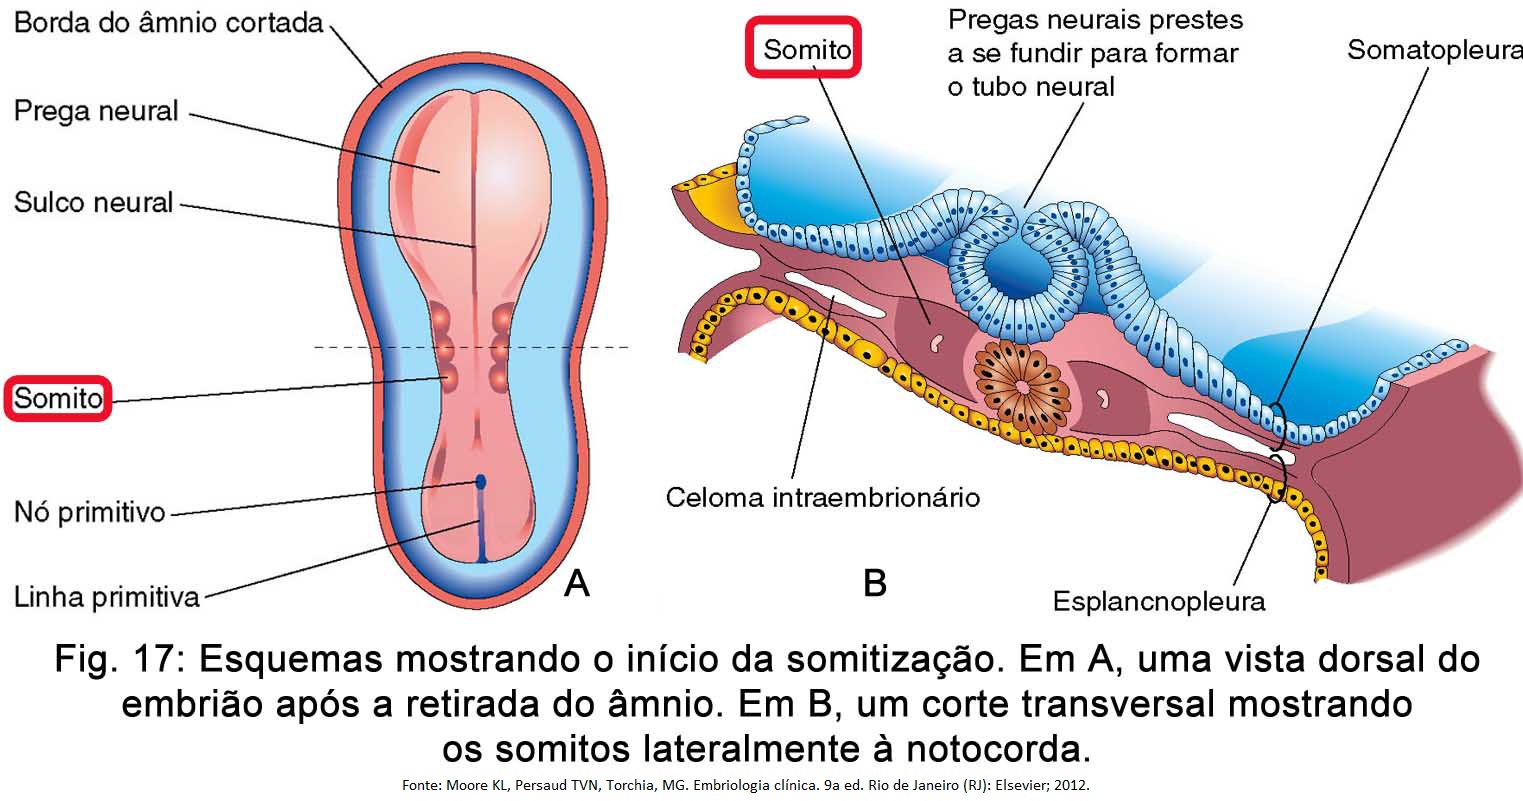 Borda do âmnio cortada
Prega neural
Sulco neural
Somito
Nó primitivo
Linha primitiva
A
Somito
Pregas neurais prestes
a se fundir para formar
o tubo neural
Somatopleura
Celoma intraembrionário
B
Esplancnopleura
Fig. 17: Esquemas mostrando o início da somitização. Em A, uma vista dorsal do
embrião após a retirada do âmnio. Em B, um corte transversal mostrando
os somitos lateralmente à notocorda.
Fonte: Moore KL, Persaud TVN, Torchia, MG. Embriologia clínica. 9a ed. Rio de Janeiro (RJ): Elsevier; 2012.